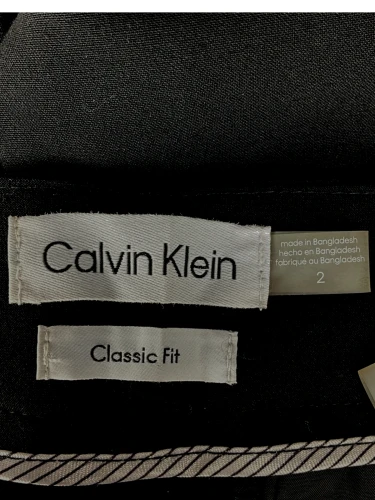 Calvin Klein
made in Bangladesh
hecho en Bangladesh
fabriqué au Bangladesh
2
Classic Fit